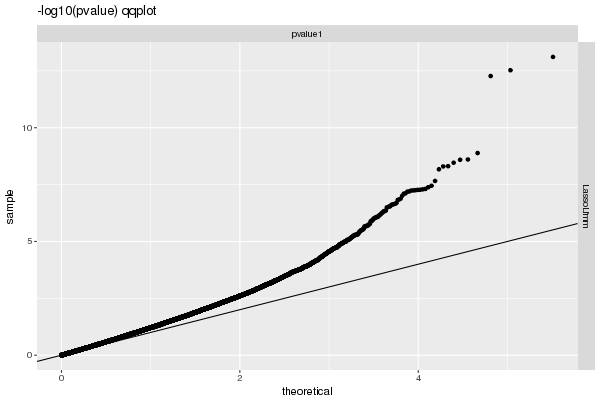 -log10(pvalue) qqplot
pvalue1
10
5
0
sample
LassoLmm
0
2
4
theoretical